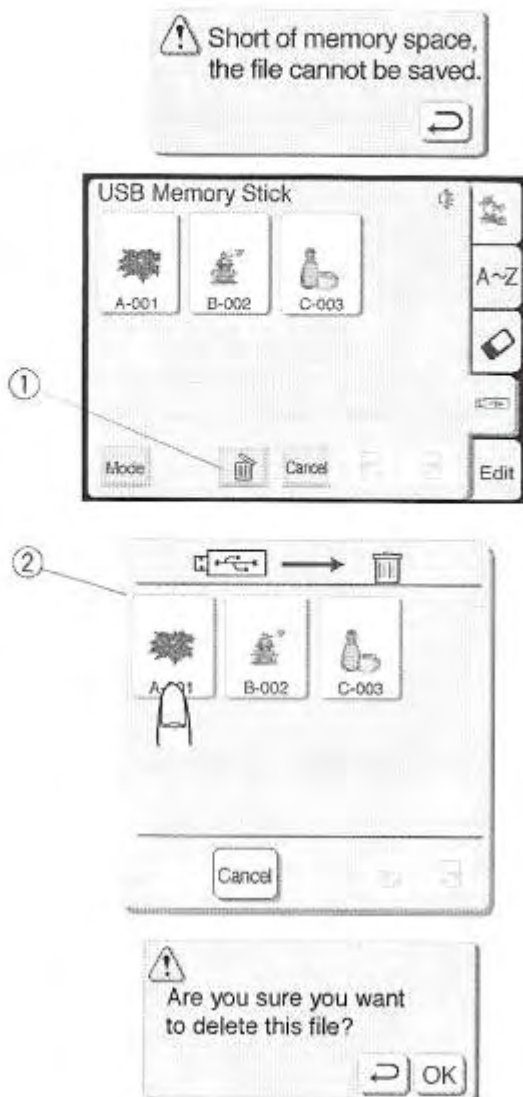 Short of memory space,
the file cannot be saved.
USB Memory Stick
A-001 B-002 C-003
A~Z
①
Mode Cancel Edit
②
B-002 C-003
Cancel
Are you sure you want
to delete this file?
OK